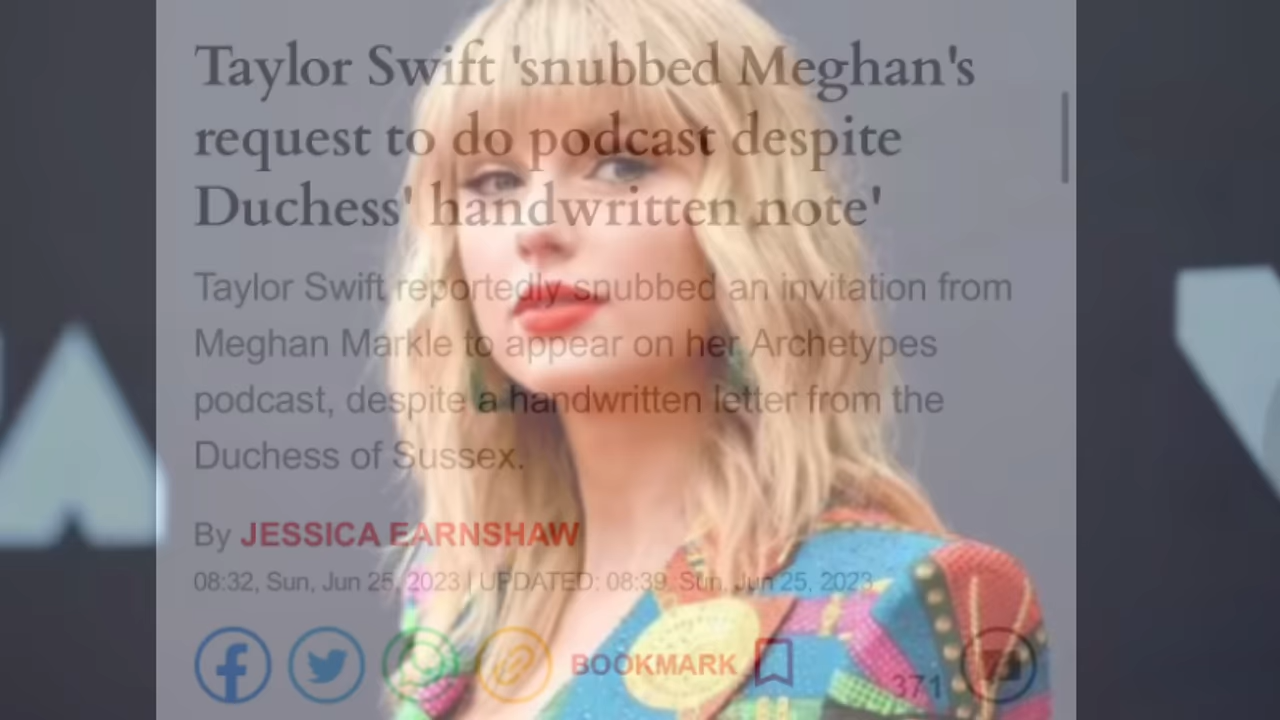 Taylor Swift 'snubbed Meghan's
request to do podcast despite
Duchess' handwritten note'
Taylor Swift reportedly snubbed an invitation from
Meghan Markle to appear on her Archetypes
podcast, despite a handwritten letter from the
Duchess of Sussex.
By JESSICA EARNSHAW
08:32, Sun, Jun 25, 2023 | UPDATED: 08:39, Sun, Jun 25, 2023
BOOKMARK
371